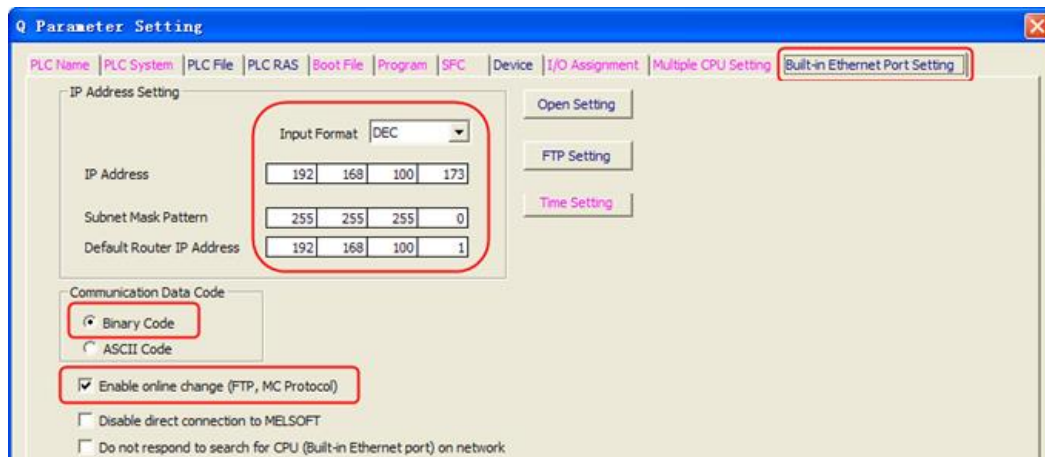 Q Parameter Setting
PLC Name PLC System PLC File PLC RAS Boot File Program SFC Device I/O Assignment Multiple CPU Setting Built-in Ethernet Port Setting
IP Address Setting
Input Format DEC
IP Address 192 168 100 173
Subnet Mask Pattern 255 255 255 0
Default Router IP Address 192 168 100 1
Open Setting
FTP Setting
Time Setting
Communication Data Code
Binary Code
ASCII Code
Enable online change (FTP, MC Protocol)
Disable direct connection to MELSOFT
Do not respond to search for CPU (Built-in Ethernet port) on network